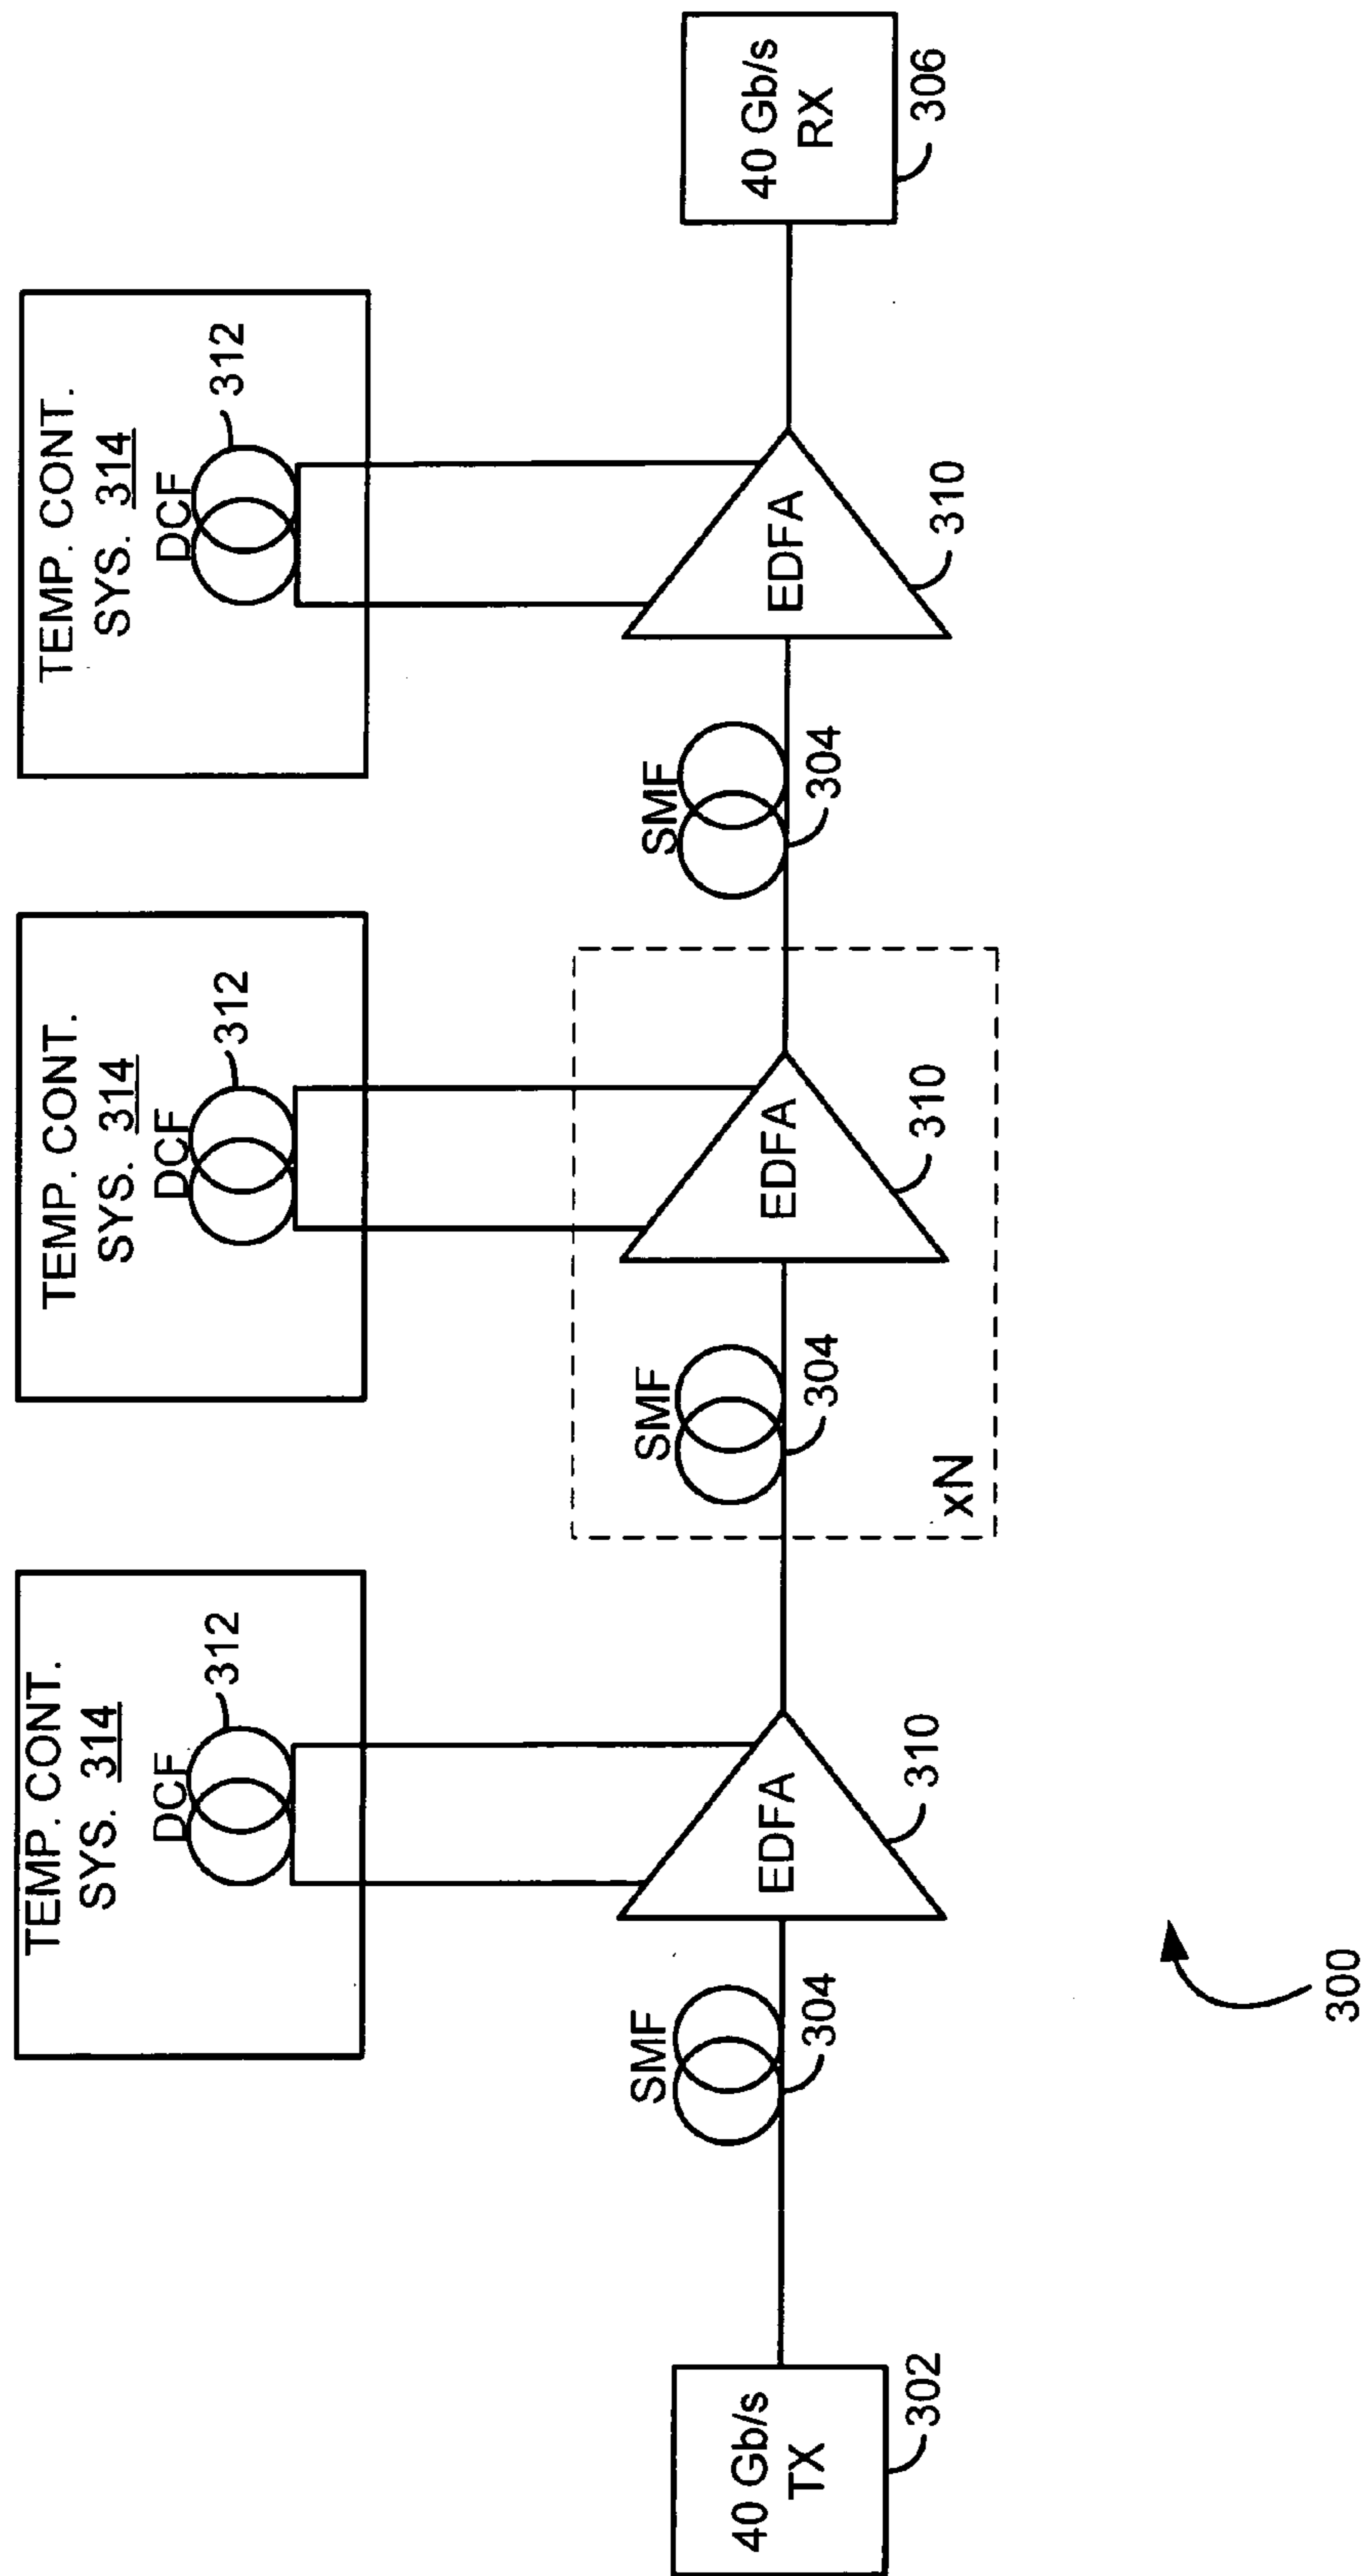 TEMP. CONT.
SYS. 314
DCF
312
TEMP. CONT.
SYS. 314
DCF
312
TEMP. CONT.
SYS. 314
DCF
312
40 Gb/s
TX
302
SMF
304
EDFA
310
SMF
304
xN
EDFA
310
SMF
304
EDFA
310
40 Gb/s
RX
306
300